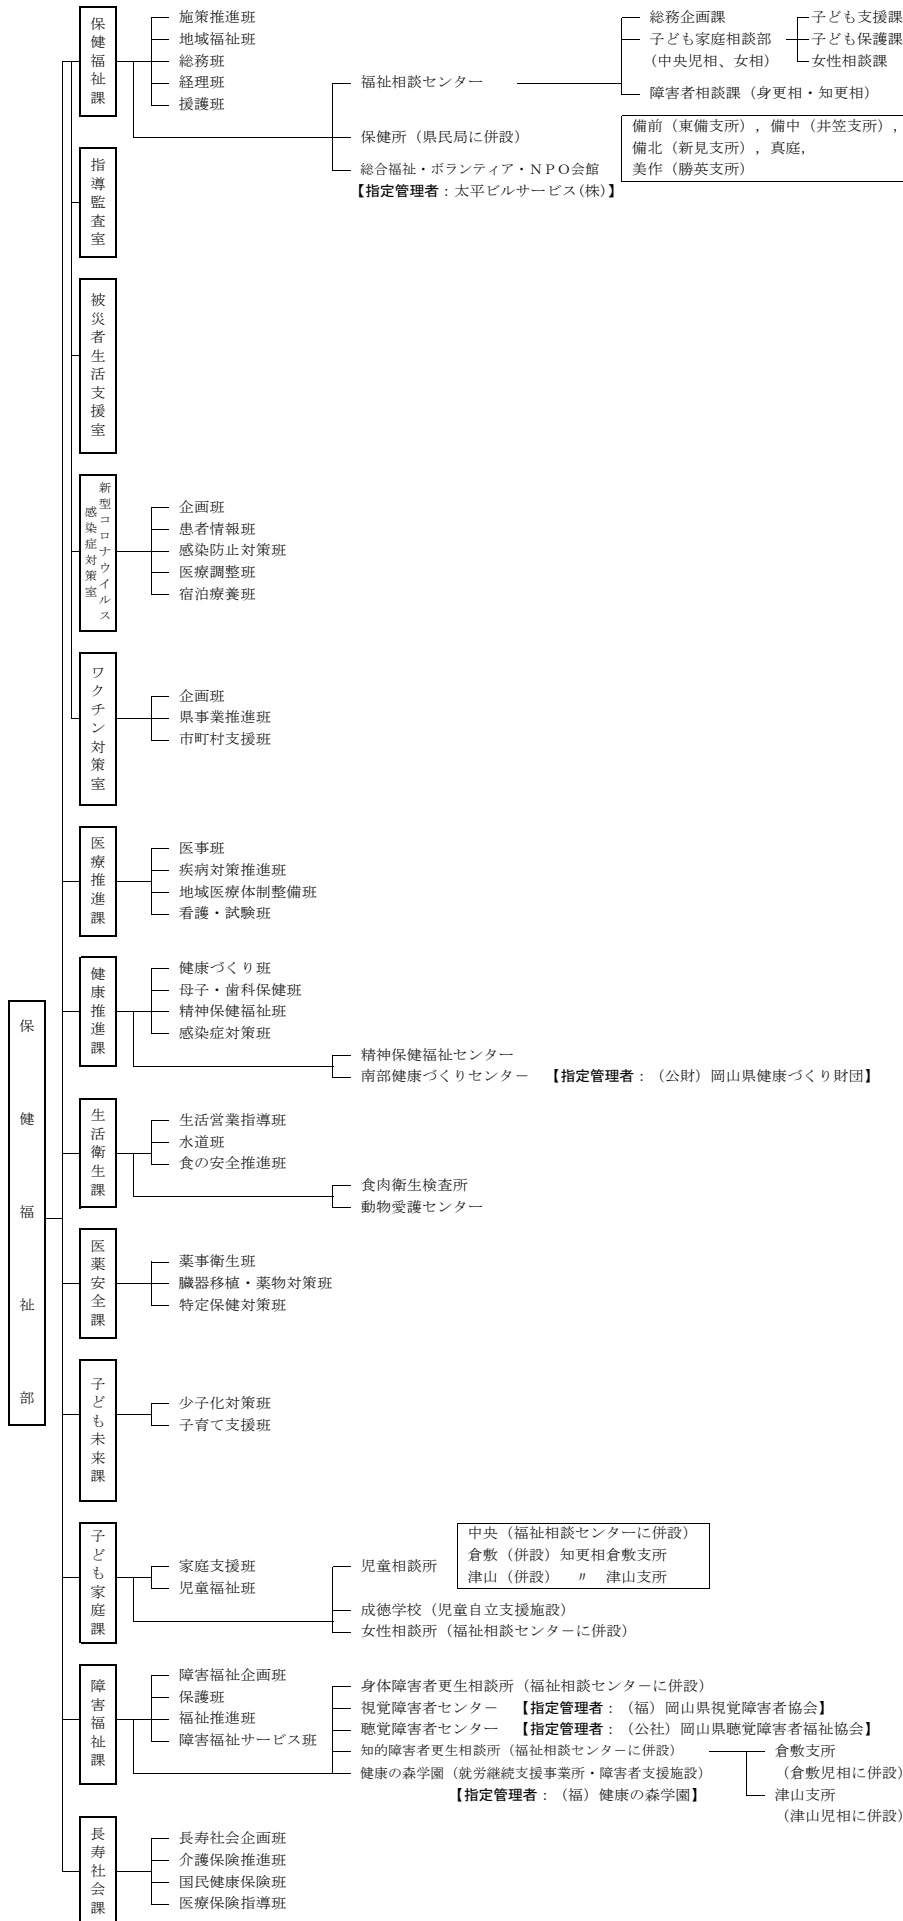 保健福祉部
保健福祉課
施策推進班
地域福祉班
総務班
経理班
援護班
福祉相談センター
総務企画課
子ども家庭相談部
（中央児相、女相）
子ども支援課
子ども保護課
女性相談課
障害者相談課（身更相・知更相）
保健所（県民局に併設）
備前（東備支所），備中（井笠支所），
備北（新見支所），真庭，
美作（勝英支所）
総合福祉・ボランティア・ＮＰＯ会館
【指定管理者：太平ビルサービス(株)】
指導監査室
被災者生活支援室
新型コロナウイルス
感染症対策室
企画班
患者情報班
感染防止対策班
医療調整班
宿泊療養班
ワクチン対策室
企画班
県事業推進班
市町村支援班
医療推進課
医事班
疾病対策推進班
地域医療体制整備班
看護・試験班
健康推進課
健康づくり班
母子・歯科保健班
精神保健福祉班
感染症対策班
精神保健福祉センター
南部健康づくりセンター　【指定管理者：（公財）岡山県健康づくり財団】
生活衛生課
生活営業指導班
水道班
食の安全推進班
食肉衛生検査所
動物愛護センター
医薬安全課
薬事衛生班
臓器移植・薬物対策班
特定保健対策班
子ども未来課
少子化対策班
子育て支援班
子ども家庭課
家庭支援班
児童福祉班
児童相談所
中央（福祉相談センターに併設）
倉敷（併設）知更相倉敷支所
津山（併設）　〃　津山支所
成徳学校（児童自立支援施設）
女性相談所（福祉相談センターに併設）
障害福祉課
障害福祉企画班
保護班
福祉推進班
障害福祉サービス班
身体障害者更生相談所（福祉相談センターに併設）
視覚障害者センター　【指定管理者：（福）岡山県視覚障害者協会】
聴覚障害者センター　【指定管理者：（公社）岡山県聴覚障害者福祉協会】
知的障害者更生相談所（福祉相談センターに併設）
倉敷支所
（倉敷児相に併設）
津山支所
（津山児相に併設）
健康の森学園（就労継続支援事業所・障害者支援施設）
【指定管理者：（福）健康の森学園】
長寿社会課
長寿社会企画班
介護保険推進班
国民健康保険班
医療保険指導班